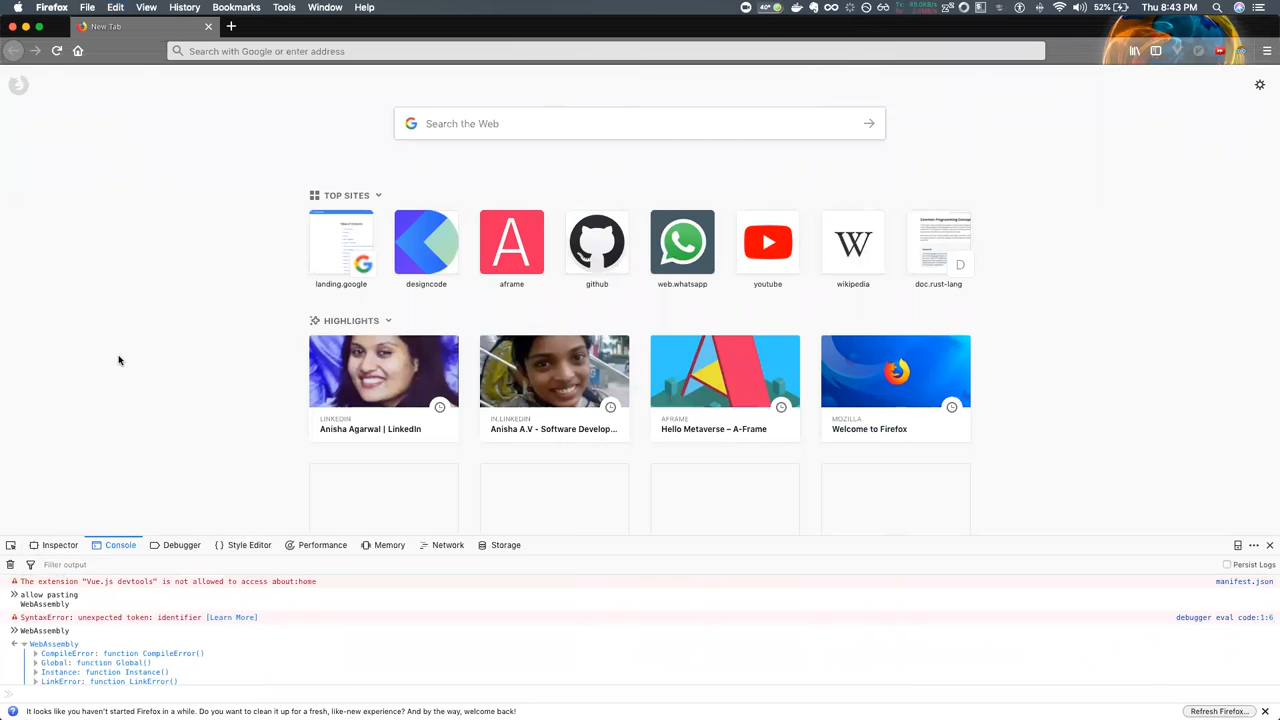 Firefox File Edit View History Bookmarks Tools Window Help
40° 52% Thu 8:43 PM
New Tab
Search with Google or enter address
Search the Web
TOP SITES
D
landing.google designcode aframe github web.whatsapp youtube wikipedia doc.rust-lang
HIGHLIGHTS
LINKEDIN
Anisha Agarwal | LinkedIn
IN.LINKEDIN
Anisha A.V - Software Develop...
AFRAME
Hello Metaverse – A-Frame
MOZILLA
Welcome to Firefox
Inspector Console Debugger Style Editor Performance Memory Network Storage
Filter output Persist Logs
The extension "Vue.js devtools" is not allowed to access about:home manifest.json
allow pasting
WebAssembly
SyntaxError: unexpected token: identifier [Learn More] debugger eval code:1:6
WebAssembly
WebAssembly
CompileError: function CompileError()
Global: function Global()
Instance: function Instance()
LinkError: function LinkError()
It looks like you haven't started Firefox in a while. Do you want to clean it up for a fresh, like-new experience? And by the way, welcome back! Refresh Firefox...